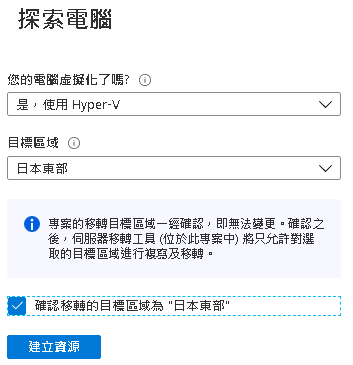 探索電腦
您的電腦虛擬化了嗎?
是，使用 Hyper-V
目標區域
日本東部
專案的移轉目標區域一經確認，即無法變更。確認之
後，伺服器移轉工具 (位於此專案中) 將只允許對選
取的目標區域進行複寫及移轉。
確認移轉的目標區域為 "日本東部"
建立資源